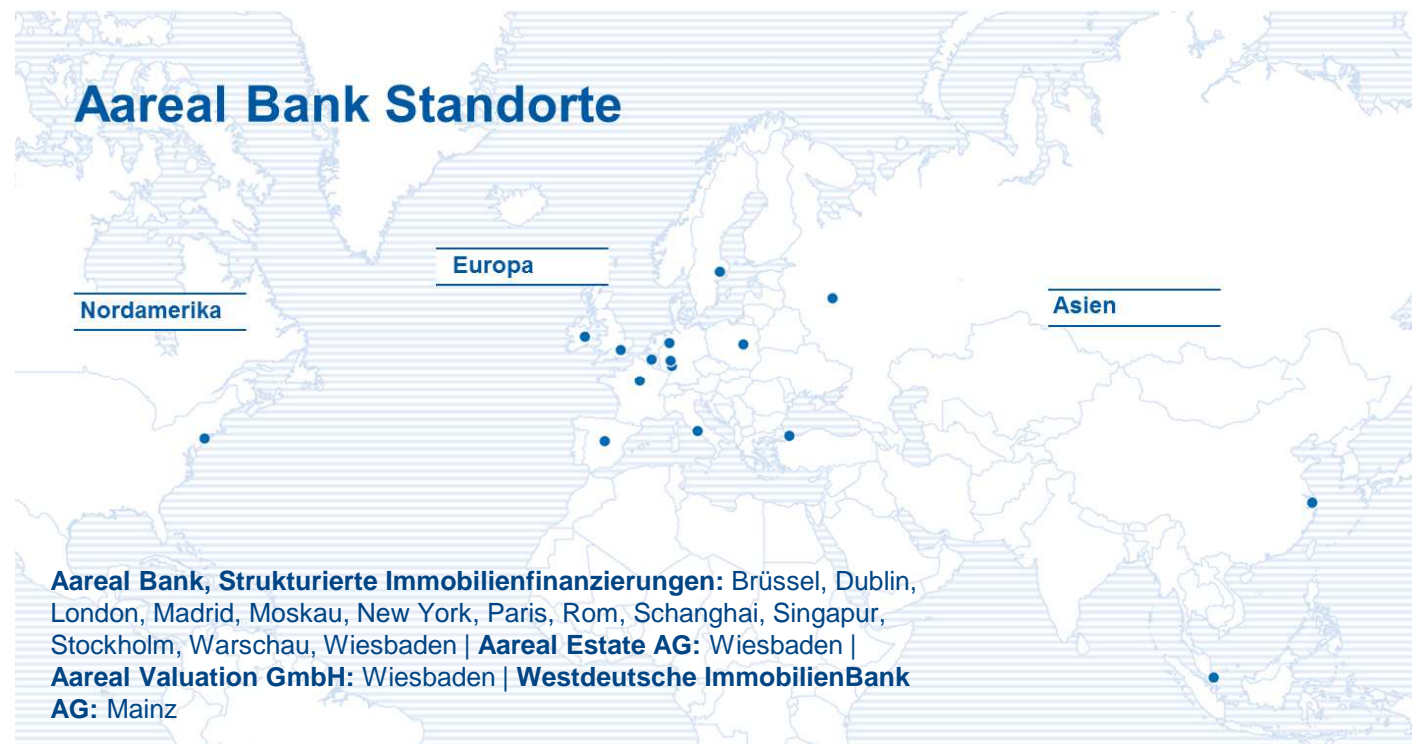 Aareal Bank Standorte
Europa
Nordamerika
Asien
Aareal Bank, Strukturierte Immobilienfinanzierungen: Brüssel, Dublin,
London, Madrid, Moskau, New York, Paris, Rom, Schanghai, Singapur,
Stockholm, Warschau, Wiesbaden | Aareal Estate AG: Wiesbaden |
Aareal Valuation GmbH: Wiesbaden | Westdeutsche ImmobilienBank
AG: Mainz